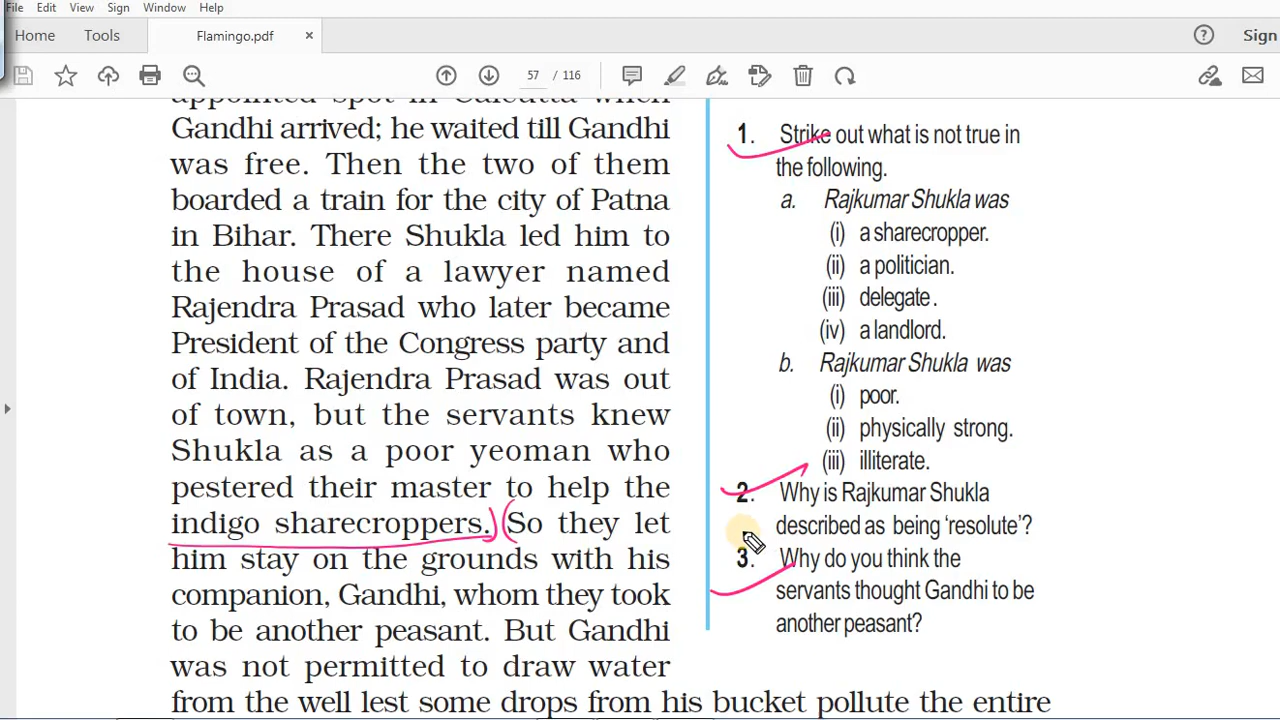 File Edit View Sign Window Help
Home Tools Flamingo.pdf × Sign
57 / 116
appointed spot in Calcutta when
Gandhi arrived; he waited till Gandhi
was free. Then the two of them
boarded a train for the city of Patna
in Bihar. There Shukla led him to
the house of a lawyer named
Rajendra Prasad who later became
President of the Congress party and
of India. Rajendra Prasad was out
of town, but the servants knew
Shukla as a poor yeoman who
pestered their master to help the
indigo sharecroppers. So they let
him stay on the grounds with his
companion, Gandhi, whom they took
to be another peasant. But Gandhi
was not permitted to draw water
from the well lest some drops from his bucket pollute the entire
1. Strike out what is not true in
the following.
a. Rajkumar Shukla was
(i) a sharecropper.
(ii) a politician.
(iii) delegate.
(iv) a landlord.
b. Rajkumar Shukla was
(i) poor.
(ii) physically strong.
(iii) illiterate.
2. Why is Rajkumar Shukla
described as being ‘resolute’?
3. Why do you think the
servants thought Gandhi to be
another peasant?